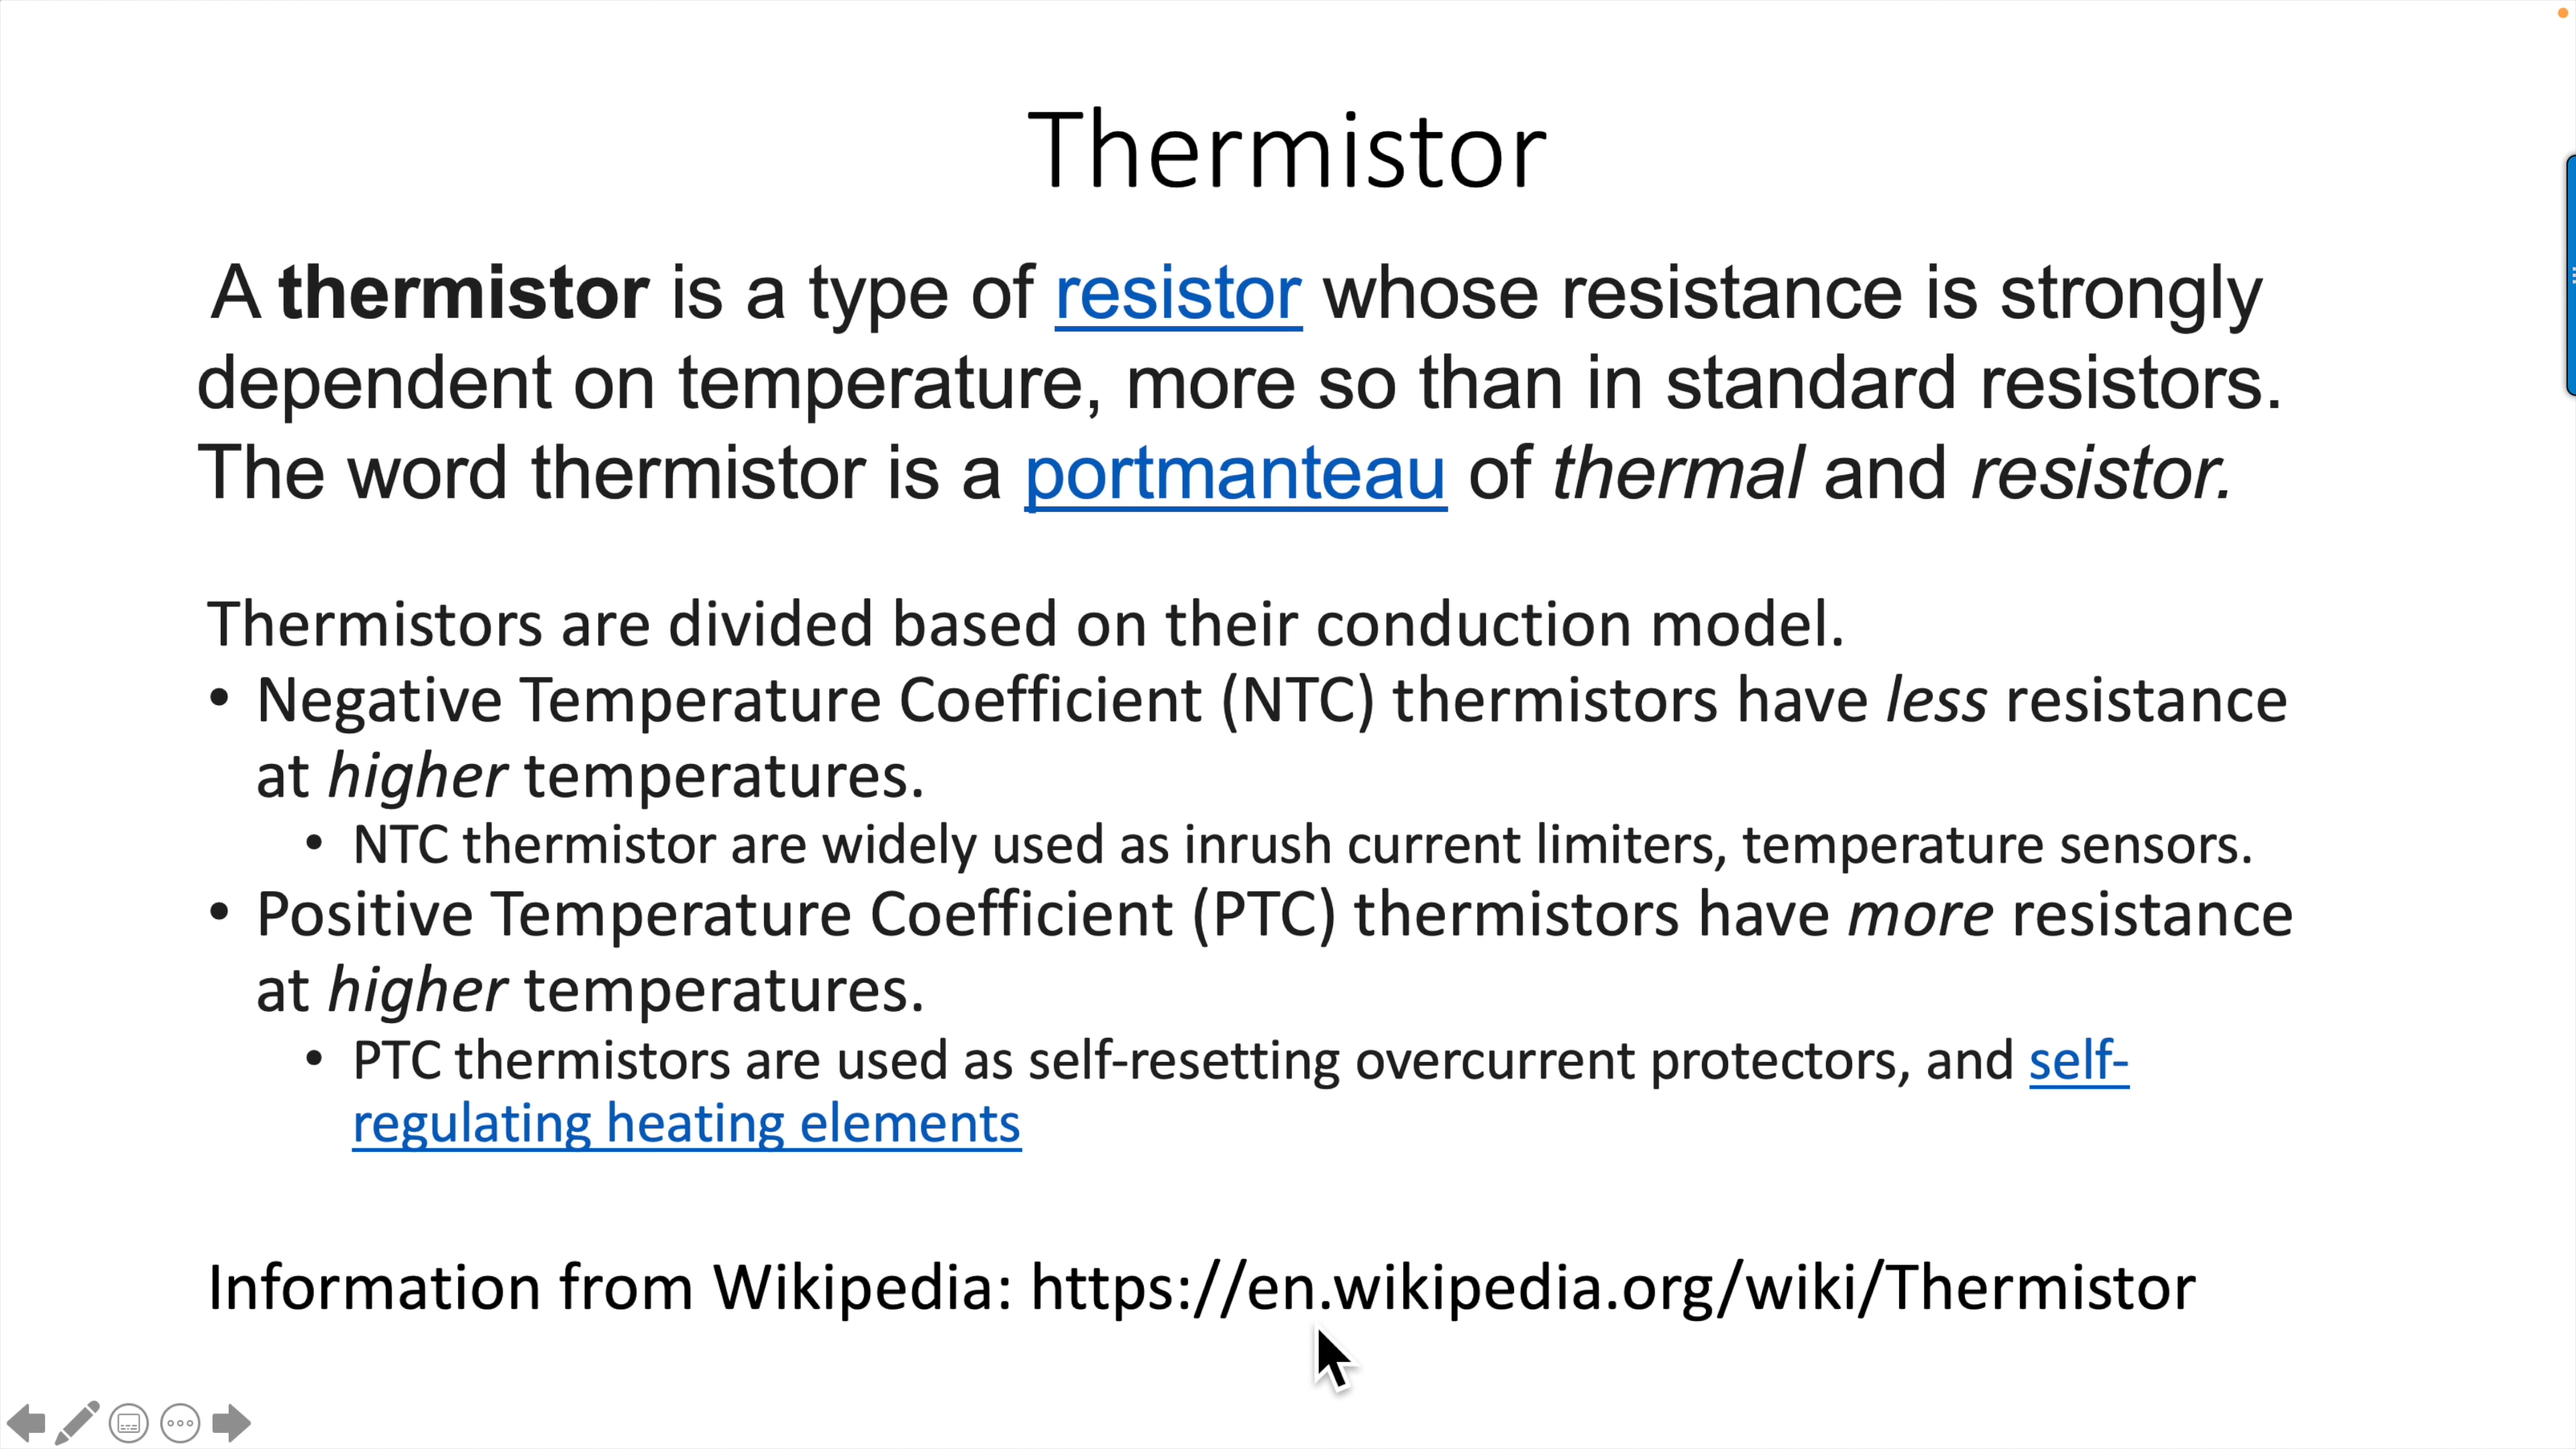 Thermistor
A thermistor is a type of resistor whose resistance is strongly
dependent on temperature, more so than in standard resistors.
The word thermistor is a portmanteau of thermal and resistor.
Thermistors are divided based on their conduction model.
• Negative Temperature Coefficient (NTC) thermistors have less resistance
at higher temperatures.
• NTC thermistor are widely used as inrush current limiters, temperature sensors.
• Positive Temperature Coefficient (PTC) thermistors have more resistance
at higher temperatures.
• PTC thermistors are used as self-resetting overcurrent protectors, and self-
regulating heating elements
Information from Wikipedia: https://en.wikipedia.org/wiki/Thermistor